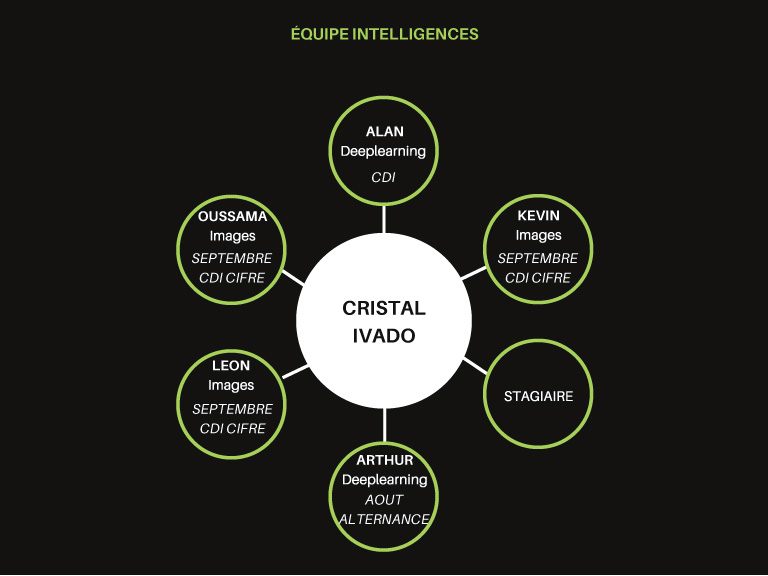 ÉQUIPE INTELLIGENCES
ALAN
Deeplearning
CDI
OUSSAMA
Images
SEPTEMBRE
CDI CIFRE
KEVIN
Images
SEPTEMBRE
CDI CIFRE
CRISTAL
IVADO
LEON
Images
SEPTEMBRE
CDI CIFRE
STAGIAIRE
ARTHUR
Deeplearning
AOUT
ALTERNANCE